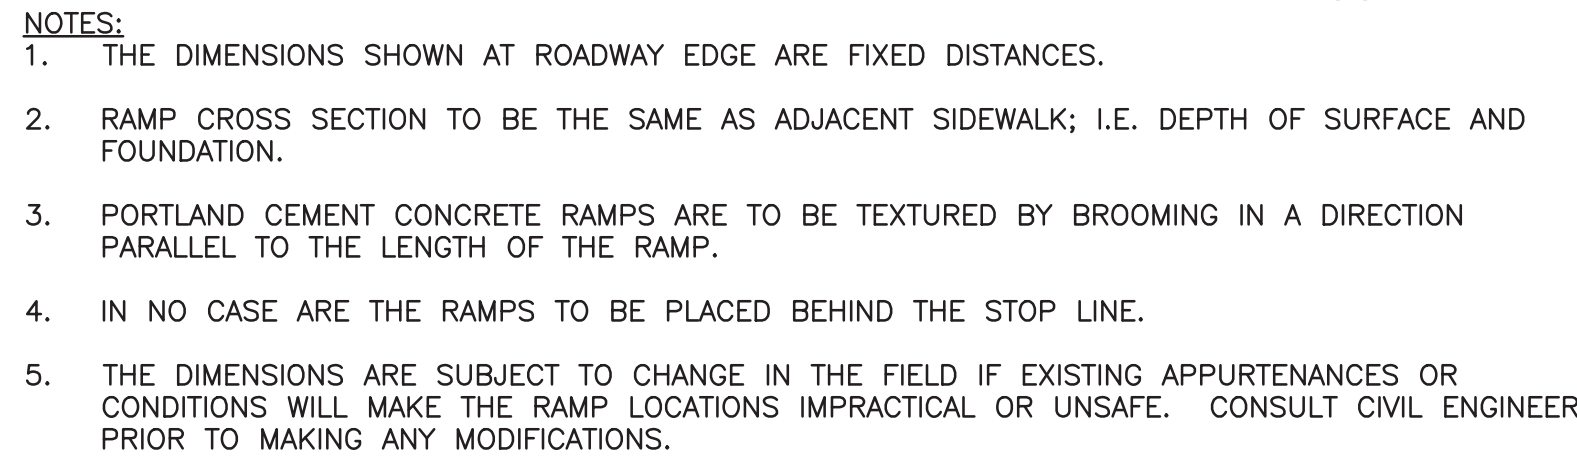 NOTES:
1. THE DIMENSIONS SHOWN AT ROADWAY EDGE ARE FIXED DISTANCES.
2. RAMP CROSS SECTION TO BE THE SAME AS ADJACENT SIDEWALK; I.E. DEPTH OF SURFACE AND
FOUNDATION.
3. PORTLAND CEMENT CONCRETE RAMPS ARE TO BE TEXTURED BY BROOMING IN A DIRECTION
PARALLEL TO THE LENGTH OF THE RAMP.
4. IN NO CASE ARE THE RAMPS TO BE PLACED BEHIND THE STOP LINE.
5. THE DIMENSIONS ARE SUBJECT TO CHANGE IN THE FIELD IF EXISTING APPURTENANCES OR
CONDITIONS WILL MAKE THE RAMP LOCATIONS IMPRACTICAL OR UNSAFE. CONSULT CIVIL ENGINEER
PRIOR TO MAKING ANY MODIFICATIONS.